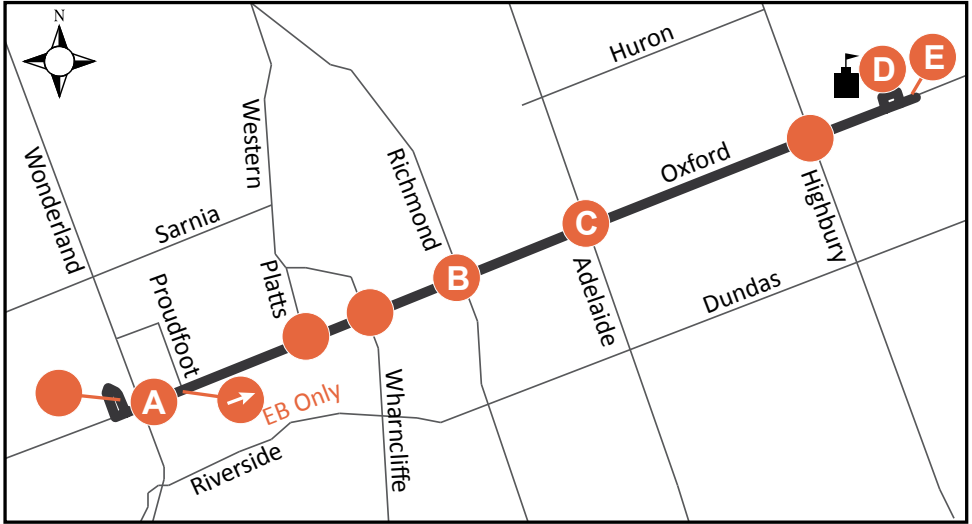 N
Huron
D
E
Western
Wonderland
Richmond
Oxford
Sarnia
Highbury
C
Platts
Proudfoot
B
Adelaide
Dundas
A
EB Only
Wharncliffe
Riverside